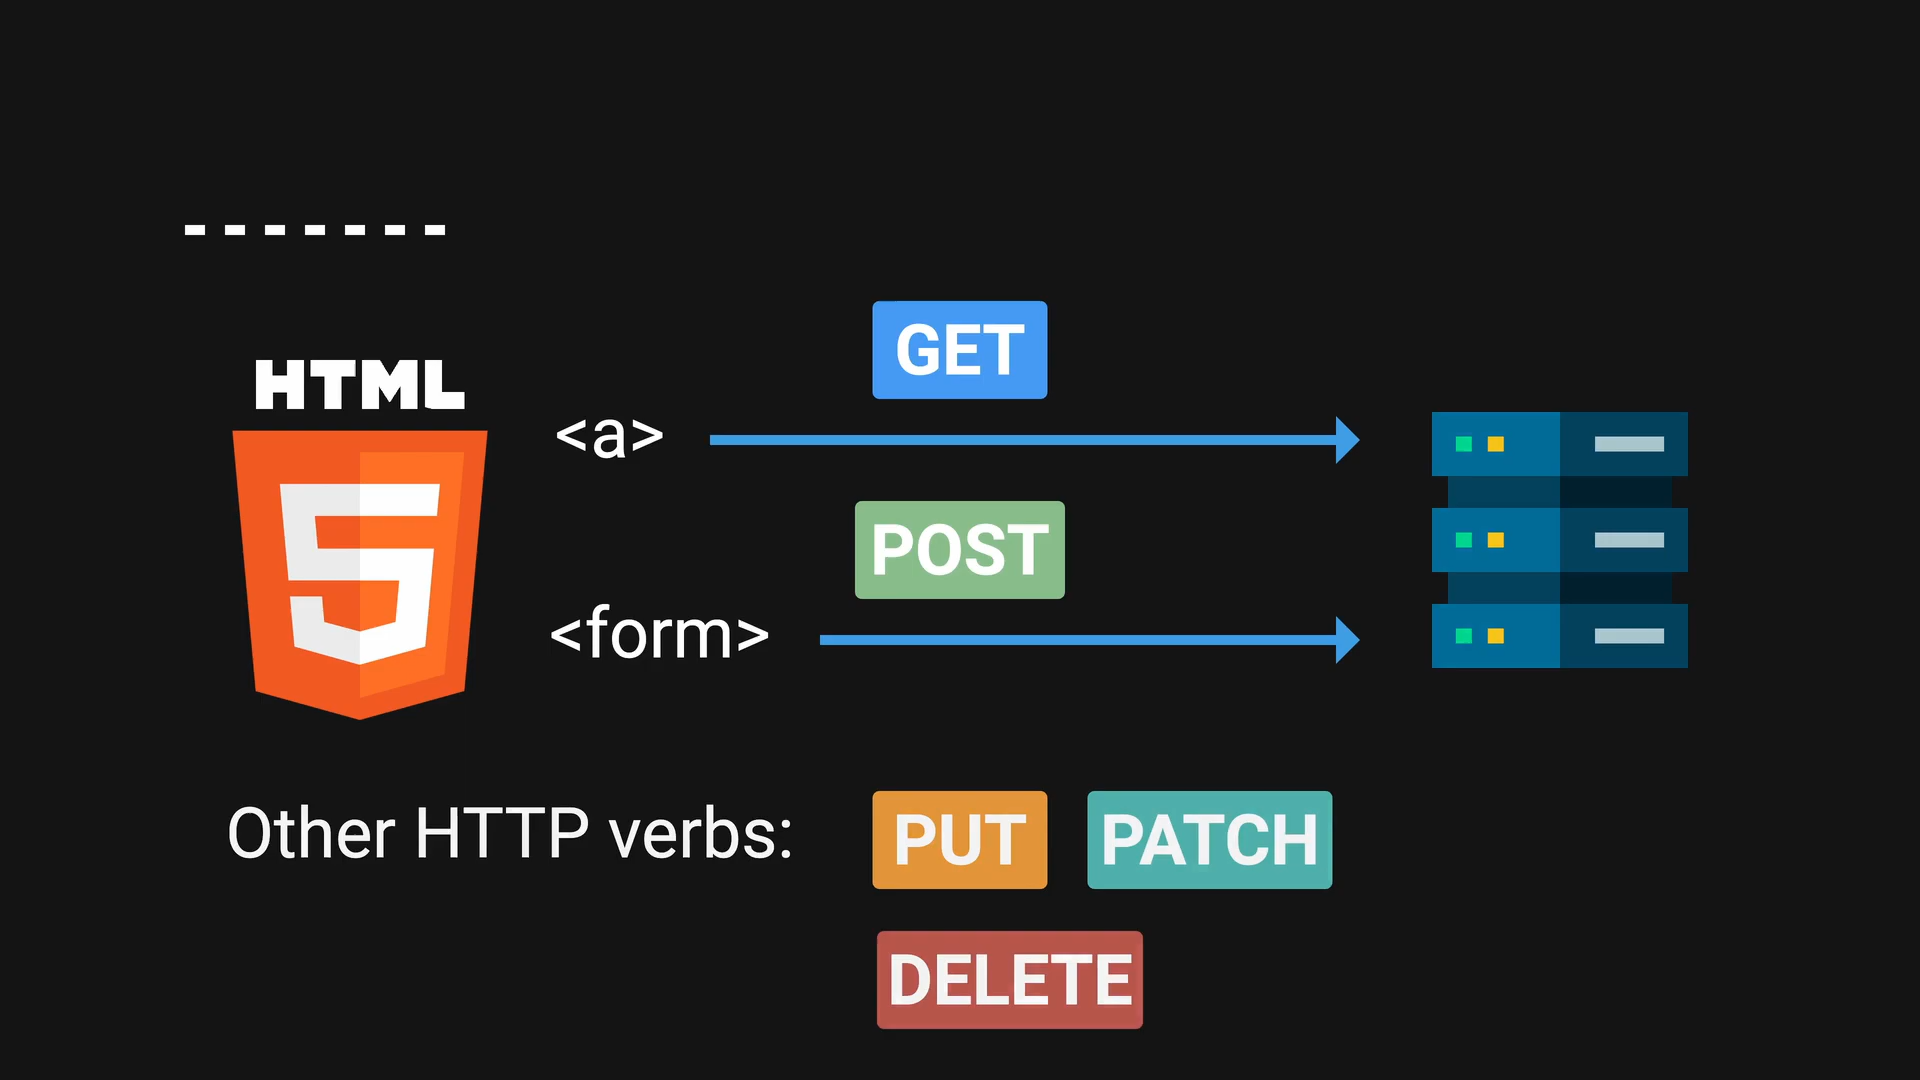 GET
HTML
<a>
POST
<form>
Other HTTP verbs: PUT PATCH
DELETE